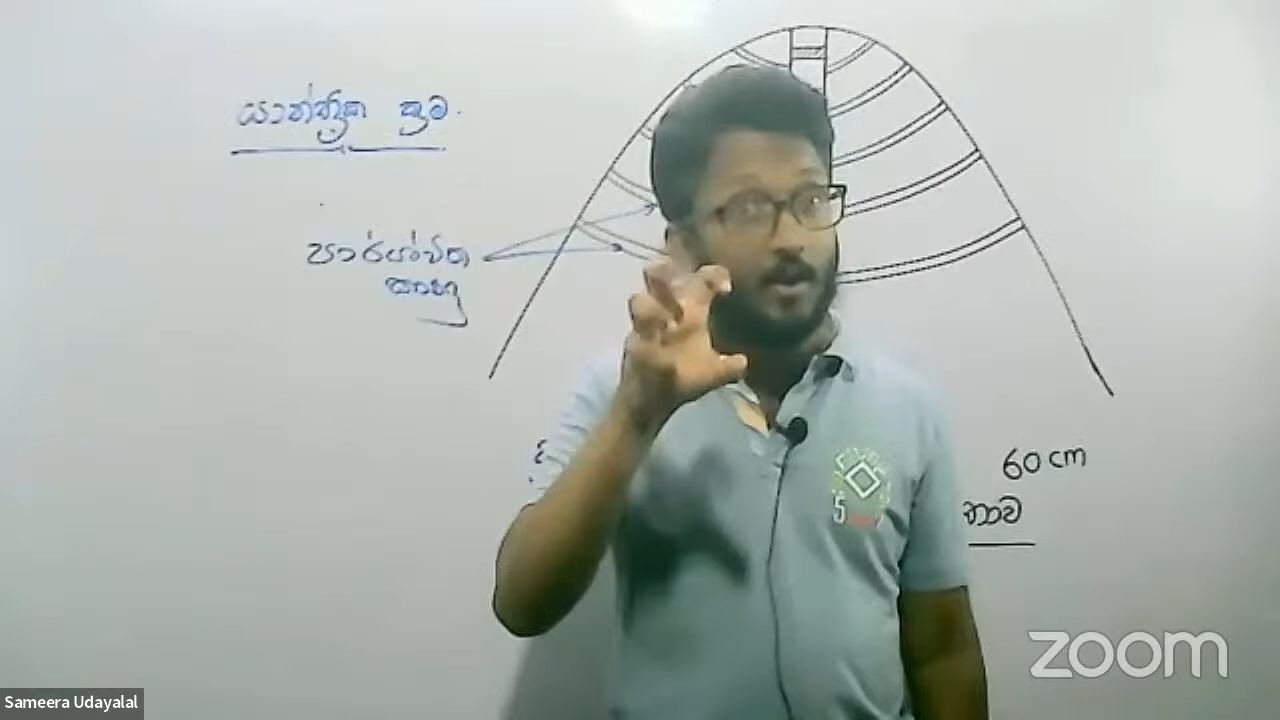 යාන්ත්‍රික ක්‍රම.
පාර්ශ්වික
කානු
60 cm
භාව
zoom
Sameera Udayalal